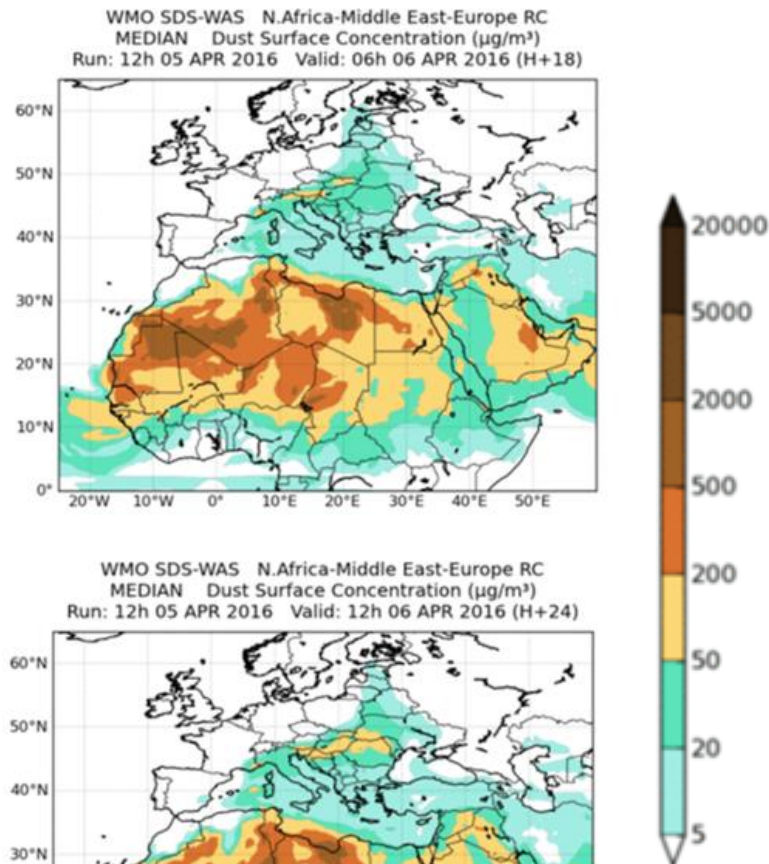 WMO SDS-WAS N.Africa-Middle East-Europe RC
MEDIAN Dust Surface Concentration (µg/m³)
Run: 12h 05 APR 2016 Valid: 06h 06 APR 2016 (H+18)
60°N
50°N
40°N
30°N
20°N
10°N
0°
20°W 10°W 0° 10°E 20°E 30°E 40°E 50°E
WMO SDS-WAS N.Africa-Middle East-Europe RC
MEDIAN Dust Surface Concentration (µg/m³)
Run: 12h 05 APR 2016 Valid: 12h 06 APR 2016 (H+24)
60°N
50°N
40°N
30°N
20000
5000
2000
500
200
50
20
5